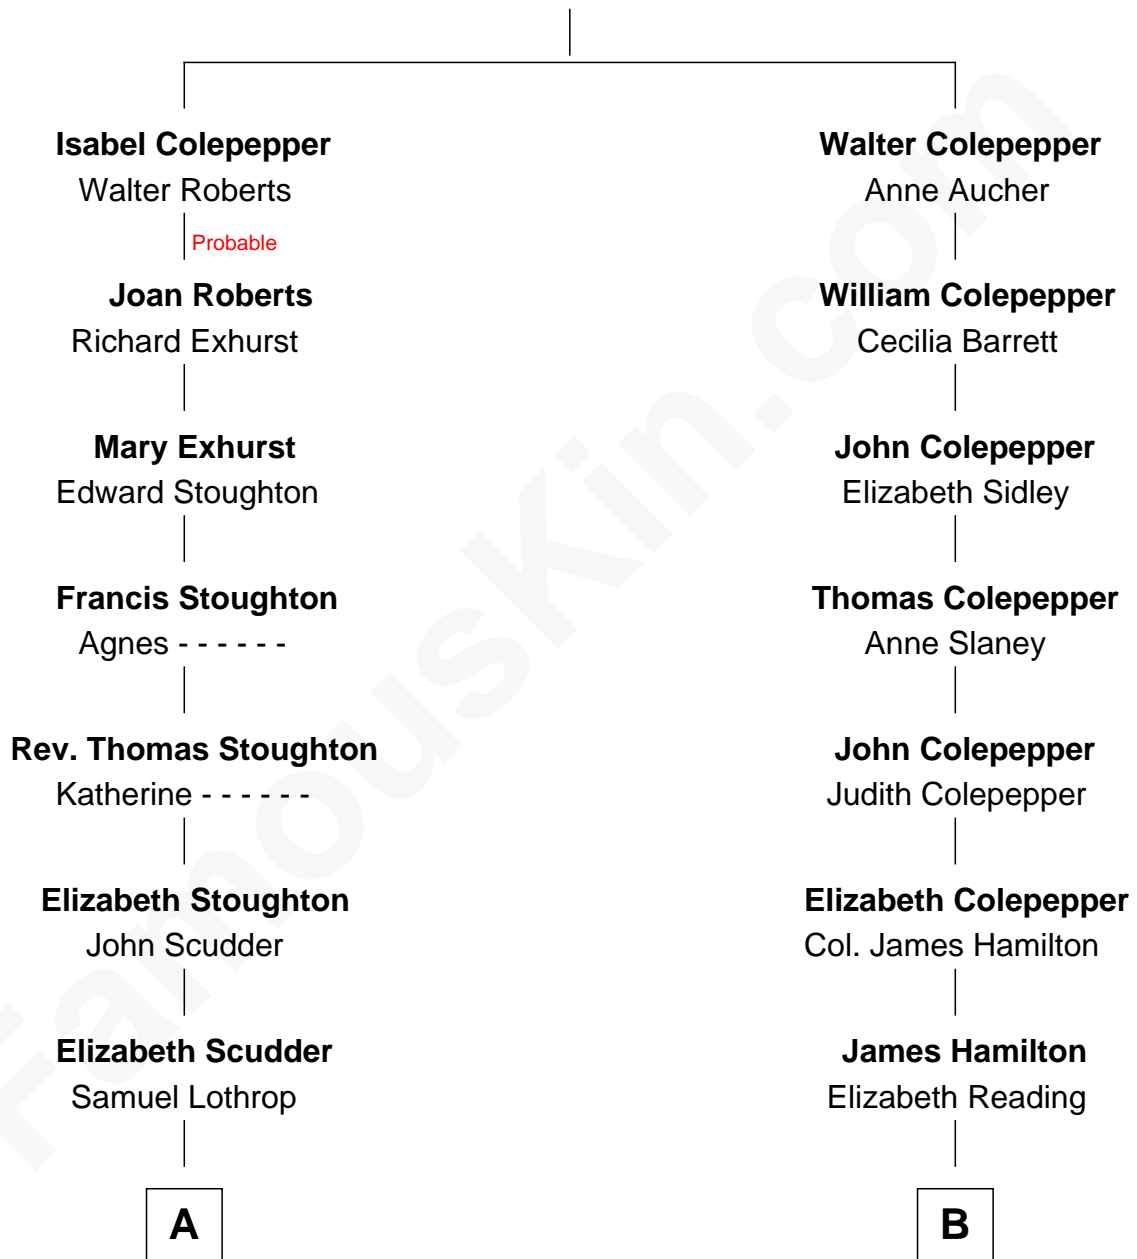 Isabel Colepepper
Walter Roberts
Probable
Joan Roberts
Richard Exhurst
Mary Exhurst
Edward Stoughton
Francis Stoughton
Agnes - - - - - -
Rev. Thomas Stoughton
Katherine - - - - - -
Elizabeth Stoughton
John Scudder
Elizabeth Scudder
Samuel Lothrop
A
Walter Colepepper
Anne Aucher
William Colepepper
Cecilia Barrett
John Colepepper
Elizabeth Sidley
Thomas Colepepper
Anne Slaney
John Colepepper
Judith Colepepper
Elizabeth Colepepper
Col. James Hamilton
James Hamilton
Elizabeth Reading
B
FamousKin.com